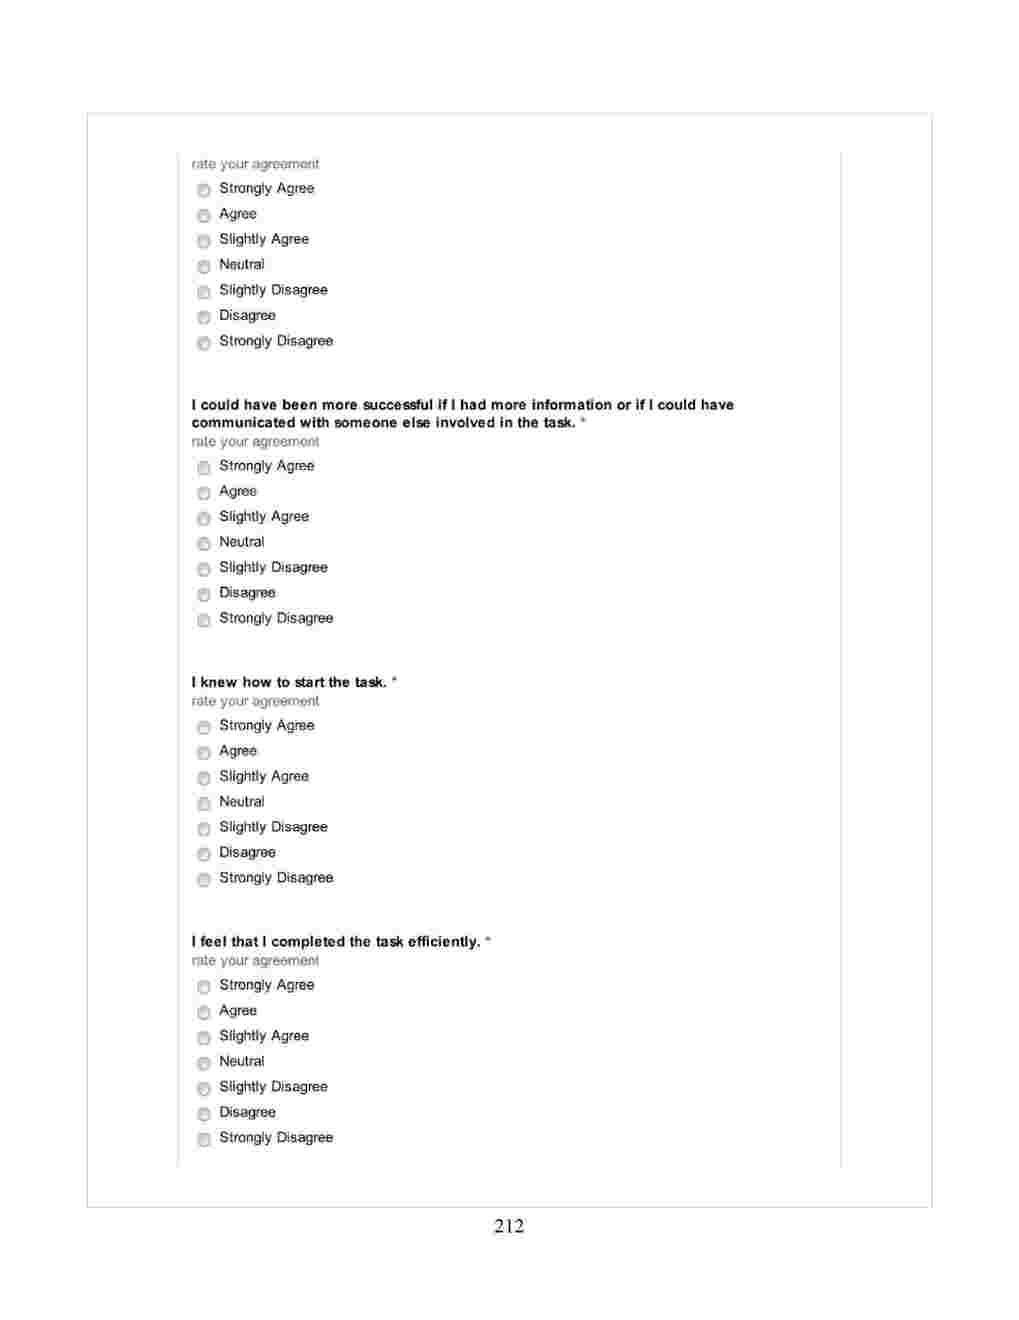 rate your agreement
Strongly Agree
Agree
Slightly Agree
Neutral
Slightly Disagree
Disagree
Strongly Disagree
I could have been more successful if I had more information or if I could have
communicated with someone else involved in the task. *
rate your agreement
Strongly Agree
Agree
Slightly Agree
Neutral
Slightly Disagree
Disagree
Strongly Disagree
I knew how to start the task. *
rate your agreement
Strongly Agree
Agree
Slightly Agree
Neutral
Slightly Disagree
Disagree
Strongly Disagree
I feel that I completed the task efficiently. *
rate your agreement
Strongly Agree
Agree
Slightly Agree
Neutral
Slightly Disagree
Disagree
Strongly Disagree
212